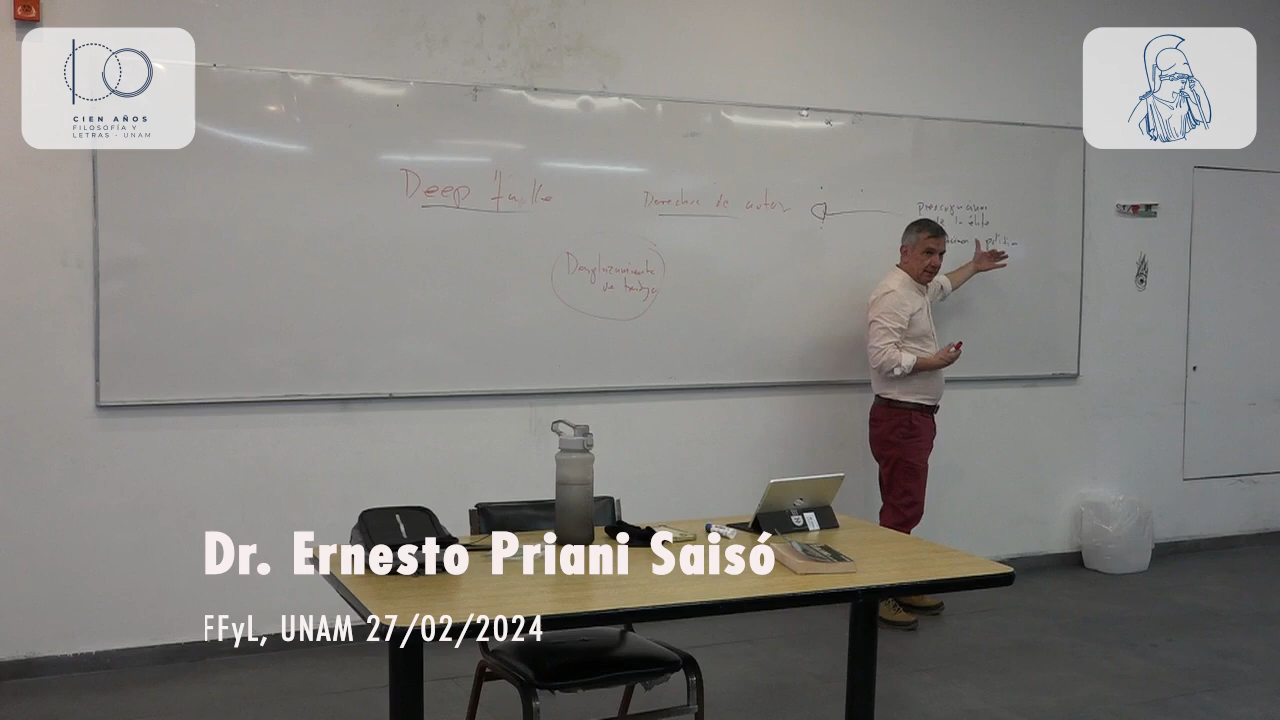 CIEN AÑOS
FILOSOFÍA Y
LETRAS - UNAM
Deep fake
Derechos de autor
Desplazamiento
de trabajo
Dr. Ernesto Priani Saisó
FFyL, UNAM 27/02/2024